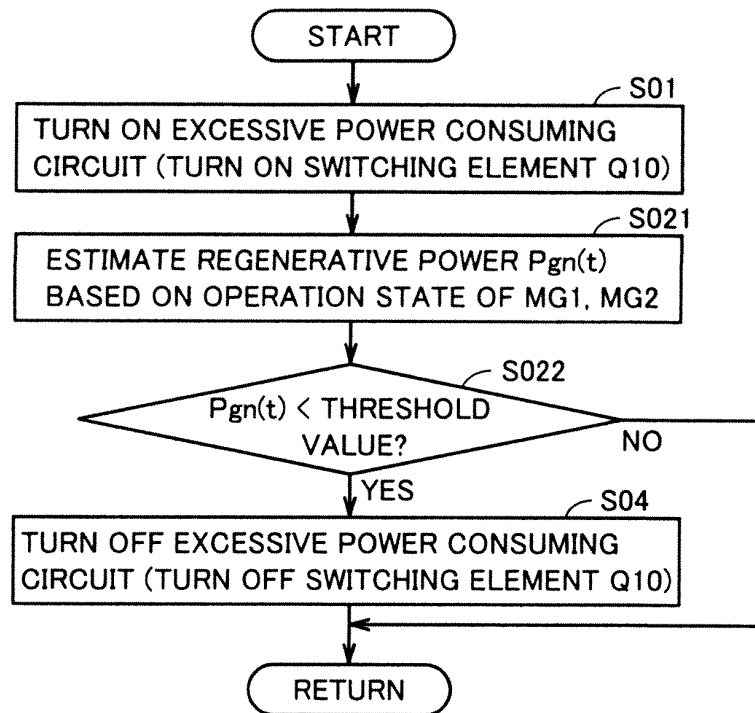 START
S01
TURN ON EXCESSIVE POWER CONSUMING
CIRCUIT (TURN ON SWITCHING ELEMENT Q10)
S021
ESTIMATE REGENERATIVE POWER Pgn(t)
BASED ON OPERATION STATE OF MG1, MG2
S022
Pgn(t) < THRESHOLD
VALUE?
NO
YES
S04
TURN OFF EXCESSIVE POWER CONSUMING
CIRCUIT (TURN OFF SWITCHING ELEMENT Q10)
RETURN